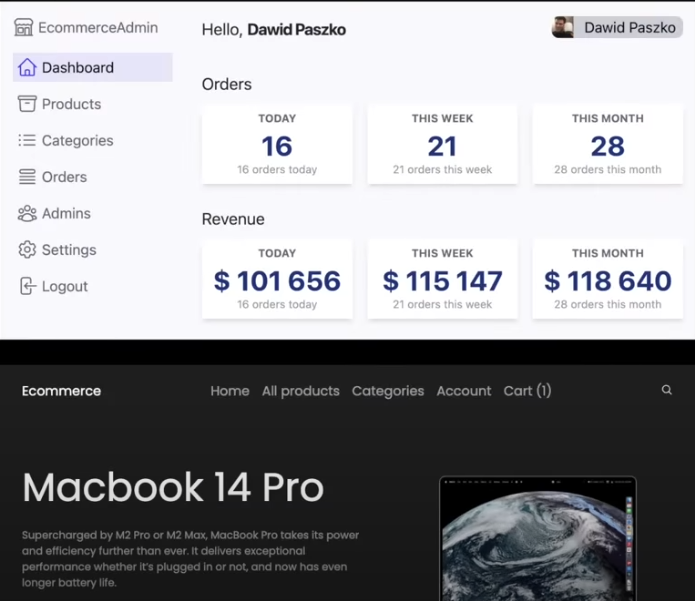 EcommerceAdmin
Hello, Dawid Paszko
Dawid Paszko
Dashboard
Products
Categories
Orders
Admins
Settings
Logout
Orders
TODAY
16
16 orders today
THIS WEEK
21
21 orders this week
THIS MONTH
28
28 orders this month
Revenue
TODAY
$ 101 656
16 orders today
THIS WEEK
$ 115 147
21 orders this week
THIS MONTH
$ 118 640
28 orders this month
Ecommerce
Home
All products
Categories
Account
Cart (1)
Macbook 14 Pro
Supercharged by M2 Pro or M2 Max, MacBook Pro takes its power
and efficiency further than ever. It delivers exceptional
performance whether it's plugged in or not, and now has even
longer battery life.